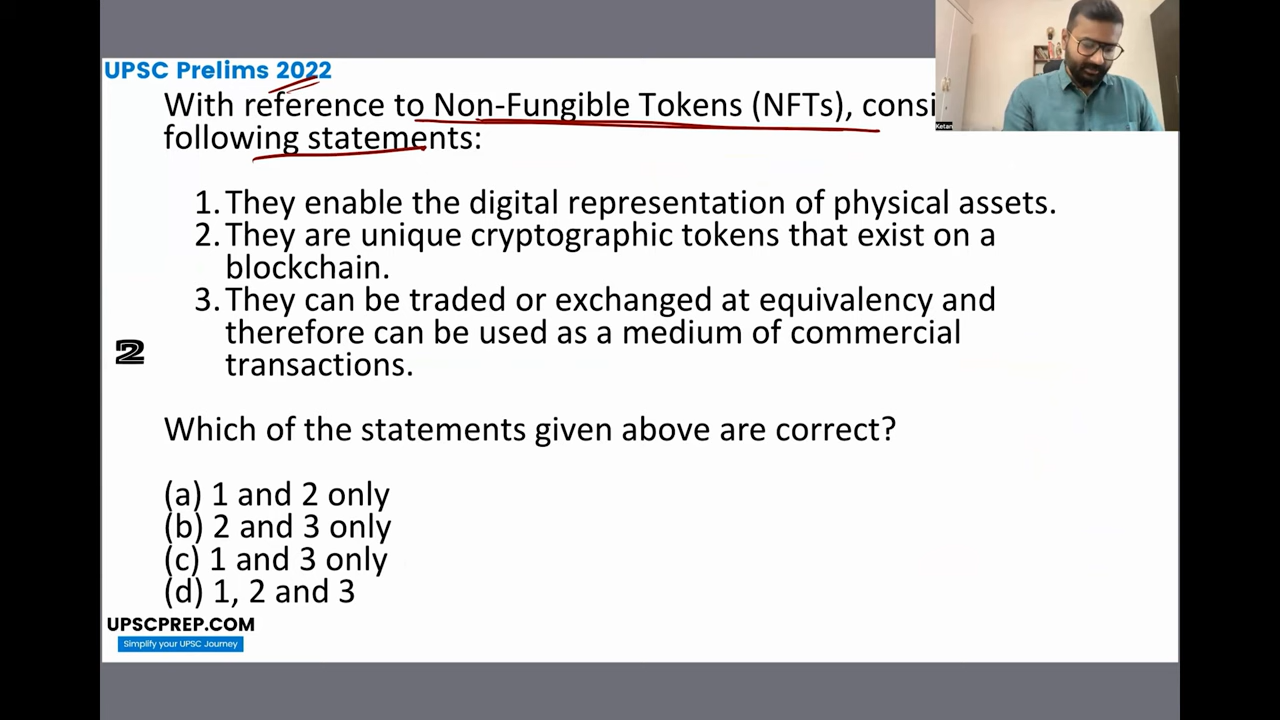 UPSC Prelims 2022
With reference to Non-Fungible Tokens (NFTs), consi
following statements:
1. They enable the digital representation of physical assets.
2. They are unique cryptographic tokens that exist on a
blockchain.
3. They can be traded or exchanged at equivalency and
therefore can be used as a medium of commercial
transactions.
2
Which of the statements given above are correct?
(a) 1 and 2 only
(b) 2 and 3 only
(c) 1 and 3 only
(d) 1, 2 and 3
UPSCPREP.COM
Simplify your UPSC Journey
Ketan